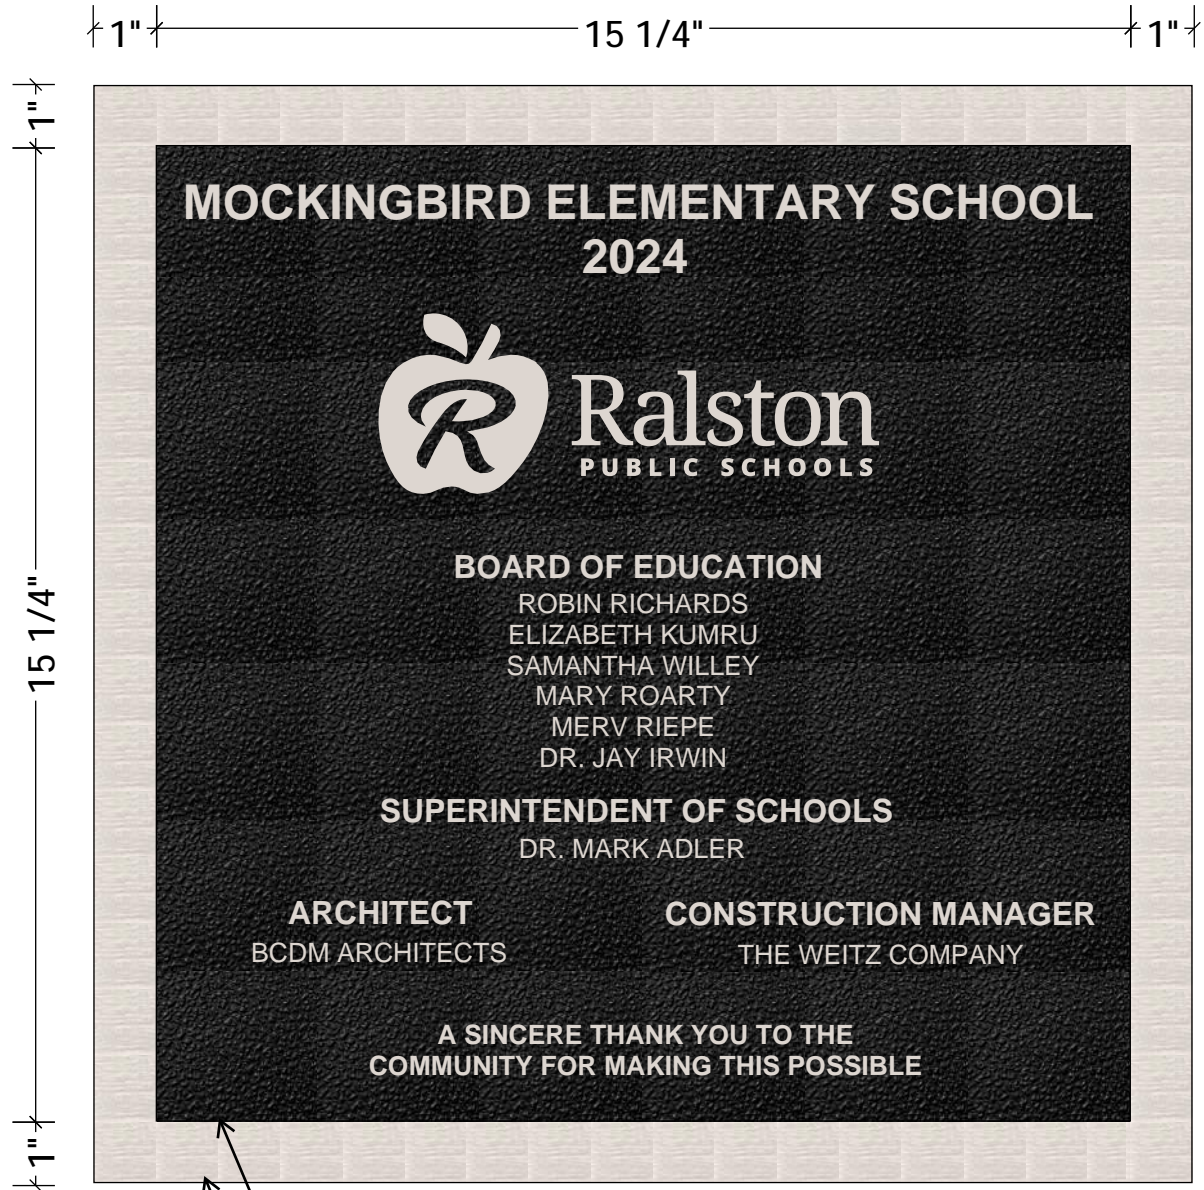 1" 15 1/4" 1"
1"
MOCKINGBIRD ELEMENTARY SCHOOL
2024
R
Ralston
PUBLIC SCHOOLS
BOARD OF EDUCATION
ROBIN RICHARDS
ELIZABETH KUMRU
15 1/4"
SAMANTHA WILLEY
MARY ROARTY
MERV RIEPE
DR. JAY IRWIN
SUPERINTENDENT OF SCHOOLS
DR. MARK ADLER
ARCHITECT
BCDM ARCHITECTS
CONSTRUCTION MANAGER
THE WEITZ COMPANY
A SINCERE THANK YOU TO THE
COMMUNITY FOR MAKING THIS POSSIBLE
1"